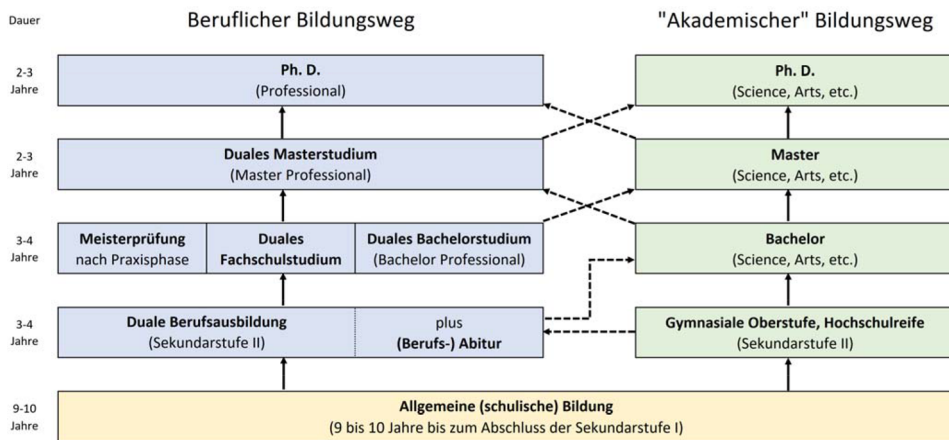 Dauer
Beruflicher Bildungsweg
"Akademischer" Bildungsweg
2-3
Jahre
Ph. D.
(Professional)
Ph. D.
(Science, Arts, etc.)
2-3
Jahre
Duales Masterstudium
(Master Professional)
Master
(Science, Arts, etc.)
3-4
Jahre
Meisterprüfung
nach Praxisphase
Duales
Fachschulstudium
Duales Bachelorstudium
(Bachelor Professional)
Bachelor
(Science, Arts, etc.)
3-4
Jahre
Duale Berufsausbildung
(Sekundarstufe II)
plus
(Berufs-) Abitur
Gymnasiale Oberstufe, Hochschulreife
(Sekundarstufe II)
9-10
Jahre
Allgemeine (schulische) Bildung
(9 bis 10 Jahre bis zum Abschluss der Sekundarstufe I)